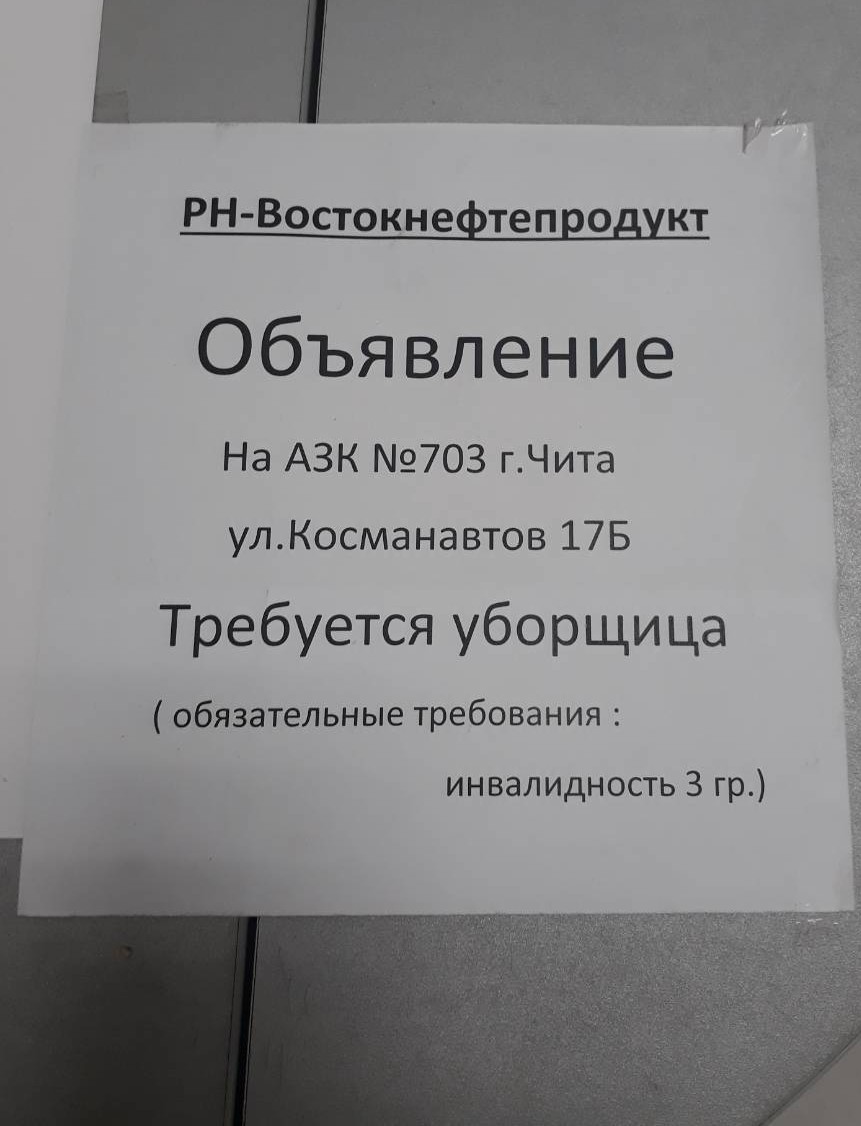 РН-Востокнефтепродукт
Объявление
На АЗК №703 г.Чита
ул.Косманавтов 17Б
Требуется уборщица
( обязательные требования :
инвалидность 3 гр.)